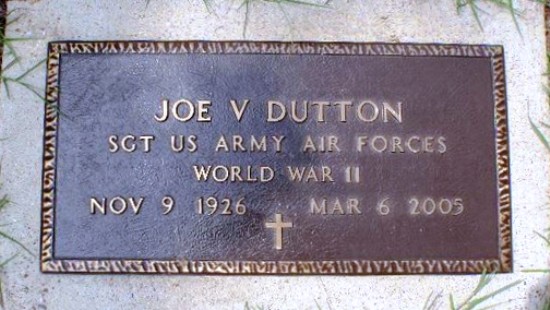 JOE V DUTTON
SGT US ARMY AIR FORCES
WORLD WAR II
NOV 9 1926 MAR 6 2005